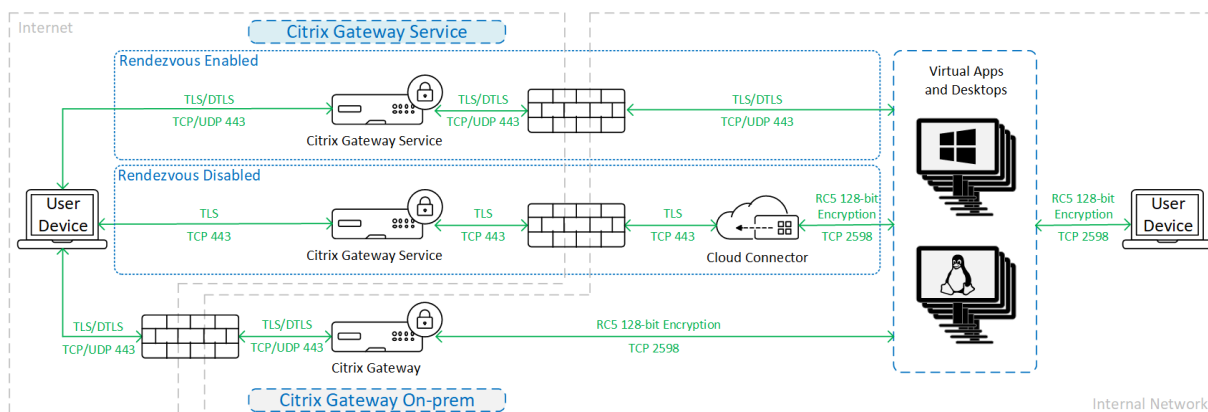 Internet
Citrix Gateway Service
Rendezvous Enabled
TLS/DTLS
TCP/UDP 443
Citrix Gateway Service
TLS/DTLS
TCP/UDP 443
TLS/DTLS
TCP/UDP 443
Virtual Apps
and Desktops
Rendezvous Disabled
User
Device
TLS
TCP 443
Citrix Gateway Service
TLS
TCP 443
TLS
TCP 443
Cloud Connector
RC5 128-bit
Encryption
TCP 2598
RC5 128-bit
Encryption
TCP 2598
User
Device
TLS/DTLS
TCP/UDP 443
TLS/DTLS
TCP/UDP 443
Citrix Gateway
RC5 128-bit Encryption
TCP 2598
Citrix Gateway On-prem
Internal Network